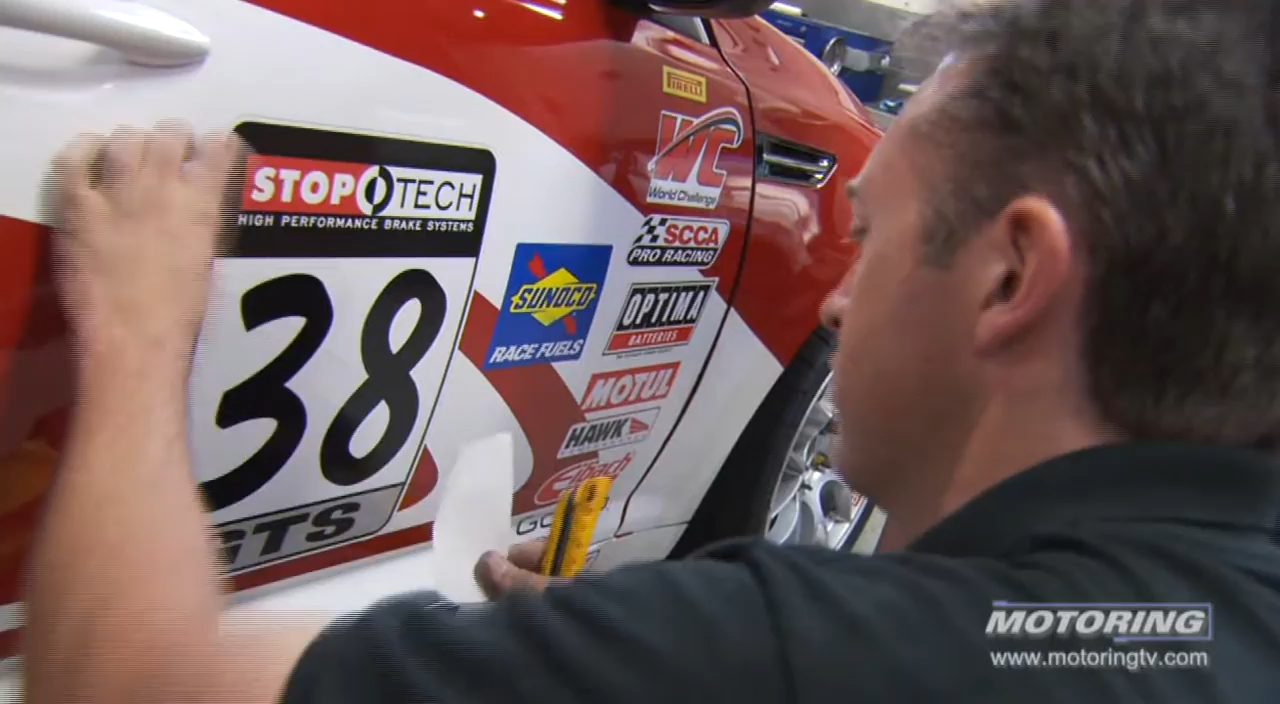 STOPTECH
HIGH PERFORMANCE BRAKE SYSTEMS
38
GTS
PIRELLI
WC
World Challenge
SCCA
PRO RACING
SUNOCO
RACE FUELS
OPTIMA
BATTERIES
MOTUL
HAWK
Eibach
MOTORING
www.motoringtv.com